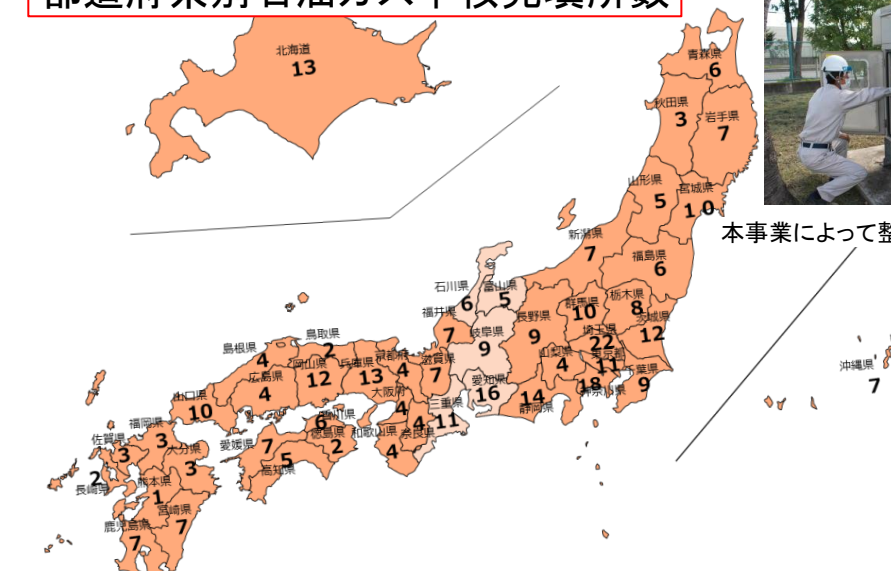 都道府県別石油ガス中核充填所数
北海道
13
青森県
6
秋田県
3
岩手県
7
山形県
5
宮城県
10
本事業によって整
新潟県
7
福島県
6
石川県
6
富山県
5
福井県
7
長野県
9
群馬県
10
栃木県
8
茨城県
12
埼玉県
22
岐阜県
9
山梨県
4
東京都
11
千葉県
9
神奈川県
18
静岡県
14
愛知県
16
三重県
11
滋賀県
7
京都府
4
兵庫県
13
大阪府
4
奈良県
4
和歌山県
4
鳥取県
2
島根県
4
岡山県
12
広島県
4
山口県
10
香川県
6
徳島県
2
愛媛県
7
高知県
5
福岡県
3
佐賀県
3
大分県
3
長崎県
2
熊本県
1
宮崎県
7
鹿児島県
7
沖縄県
7